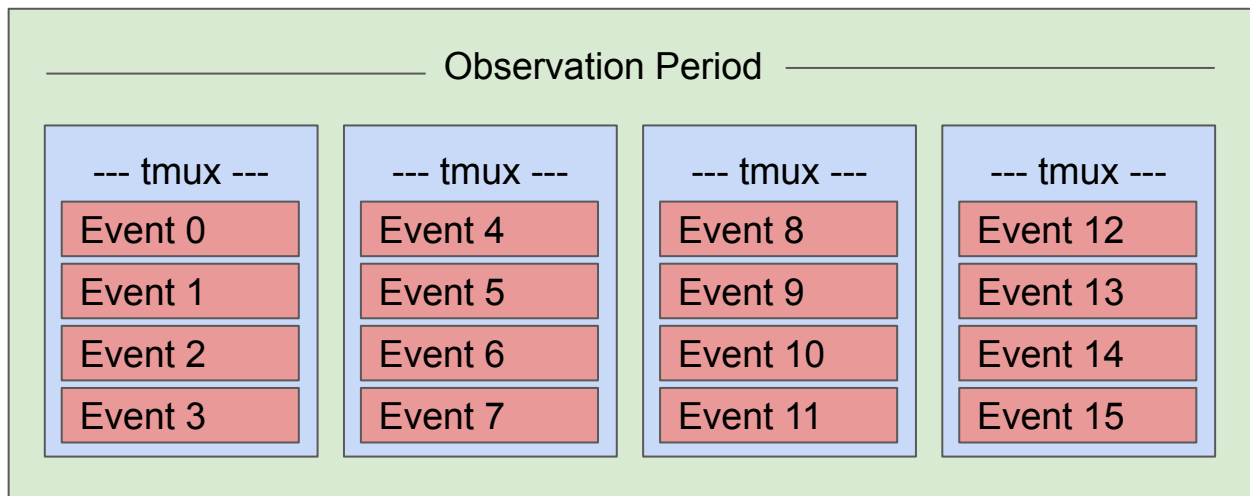 Observation Period
--- tmux ---
Event 0
Event 1
Event 2
Event 3
--- tmux ---
Event 4
Event 5
Event 6
Event 7
--- tmux ---
Event 8
Event 9
Event 10
Event 11
--- tmux ---
Event 12
Event 13
Event 14
Event 15